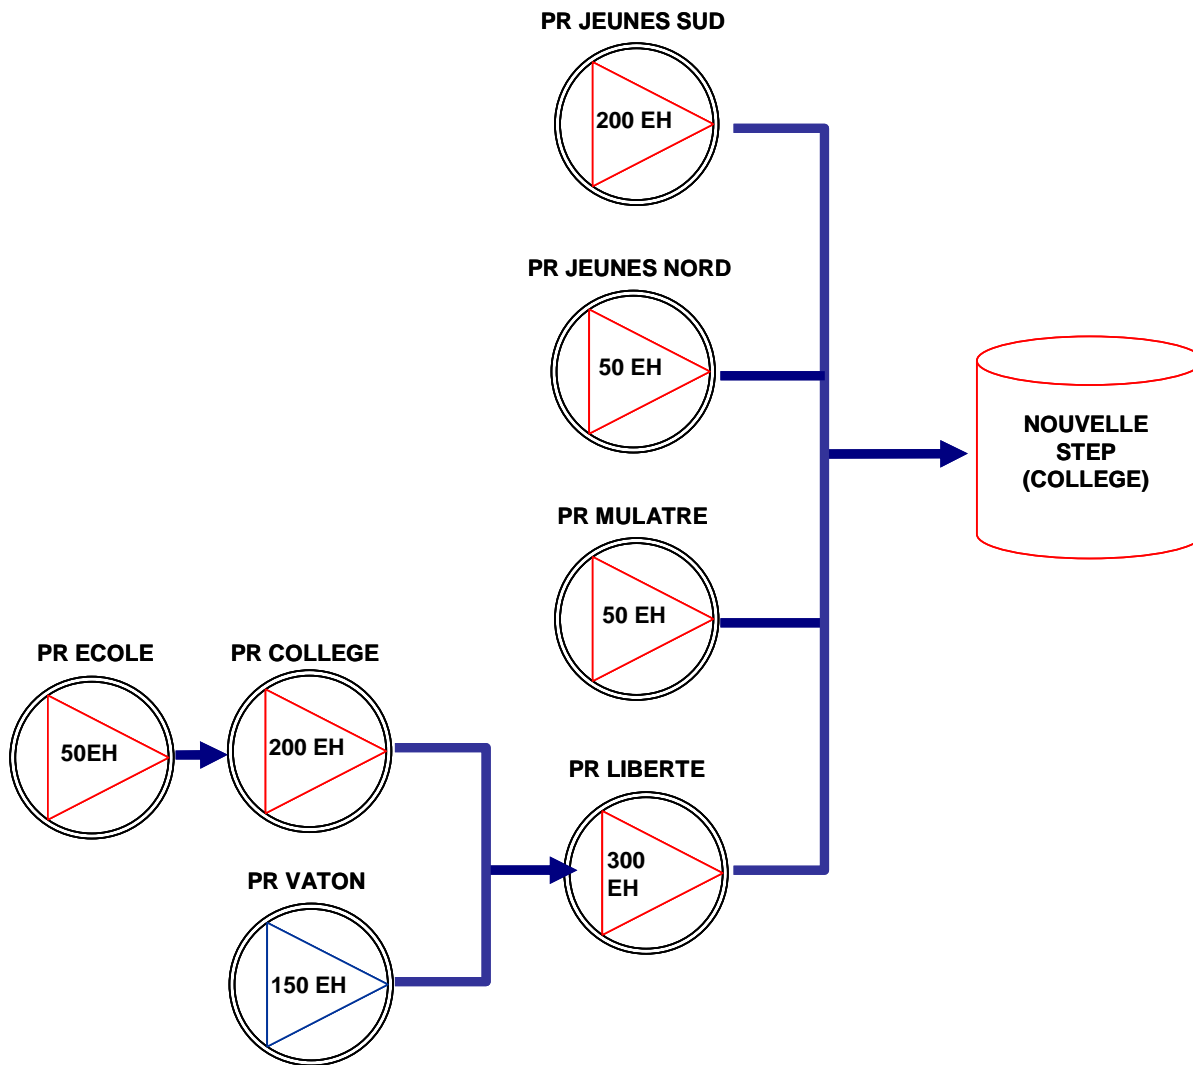 PR JEUNES SUD
200 EH
PR JEUNES NORD
50 EH
NOUVELLE
STEP
(COLLEGE)
PR MULATRE
50 EH
PR ECOLE
50EH
PR COLLEGE
200 EH
PR LIBERTE
300
EH
PR VATON
150 EH